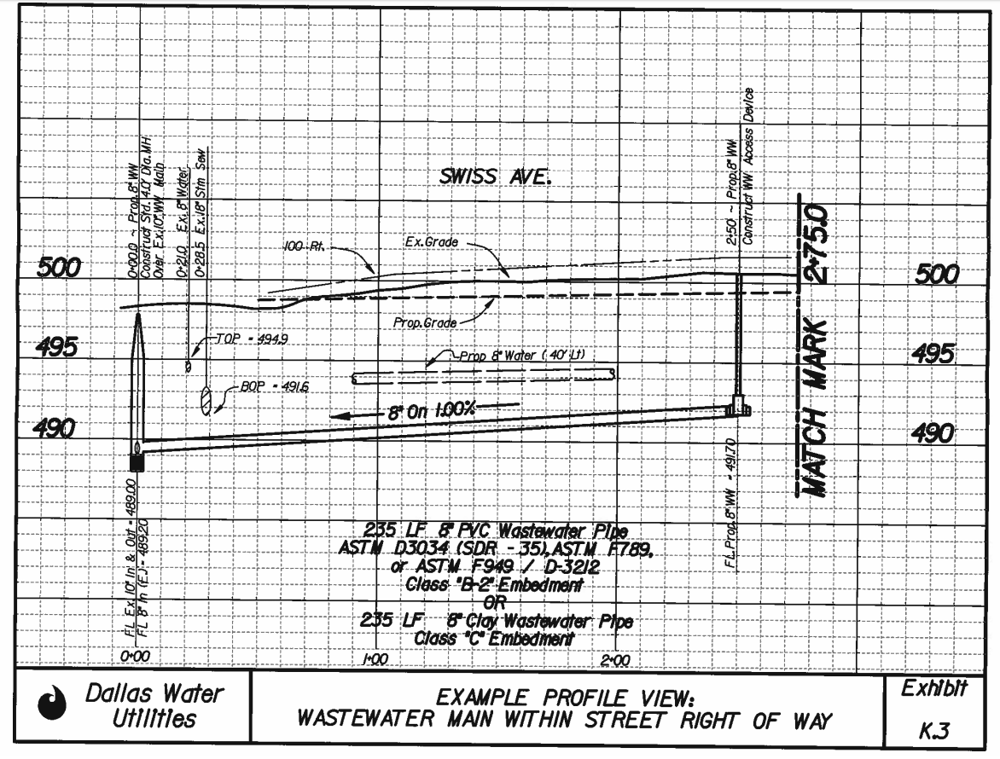 0+00.0 ~ Prop. 8" WW
Construct Std. 4.0' Dia. MH
Over Ex. 10" WW Main
0+21.0 Ex. 8" Water
0+28.5 Ex. 18" Stm Sew
SWISS AVE.
2+50 ~ Prop. 8" WW
Construct WW Access Device
100 Rt.
Ex. Grade
500
500
Prop. Grade
TOP = 494.9
495
495
Prop 8" Water ( 40' Lt)
BOP = 491.6
8" On 1.00%
490
490
MATCH MARK 2+75.0
FL Ex. 10" In & Out = 489.00
FL 8" In (E) = 489.20
FL Prop. 8" WW = 491.70
235 LF 8" PVC Wastewater Pipe
ASTM D3034 (SDR - 35), ASTM F789,
or ASTM F949 / D-3212
Class "B-2" Embedment
OR
235 LF 8" Clay Wastewater Pipe
Class "C" Embedment
0+00
1+00
2+00
Dallas Water
Utilities
EXAMPLE PROFILE VIEW:
WASTEWATER MAIN WITHIN STREET RIGHT OF WAY
Exhibit
K.3